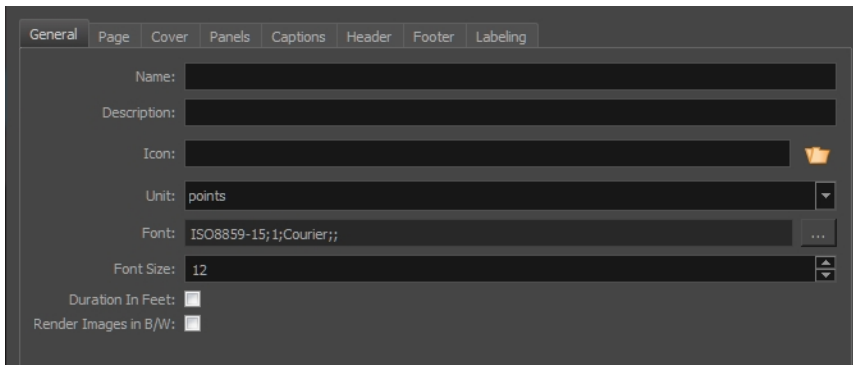 General Page Cover Panels Captions Header Footer Labeling
Name:
Description:
Icon:
Unit: points
Font: ISO8859-15;1;Courier;; ...
Font Size: 12
Duration In Feet:
Render Images in B/W: